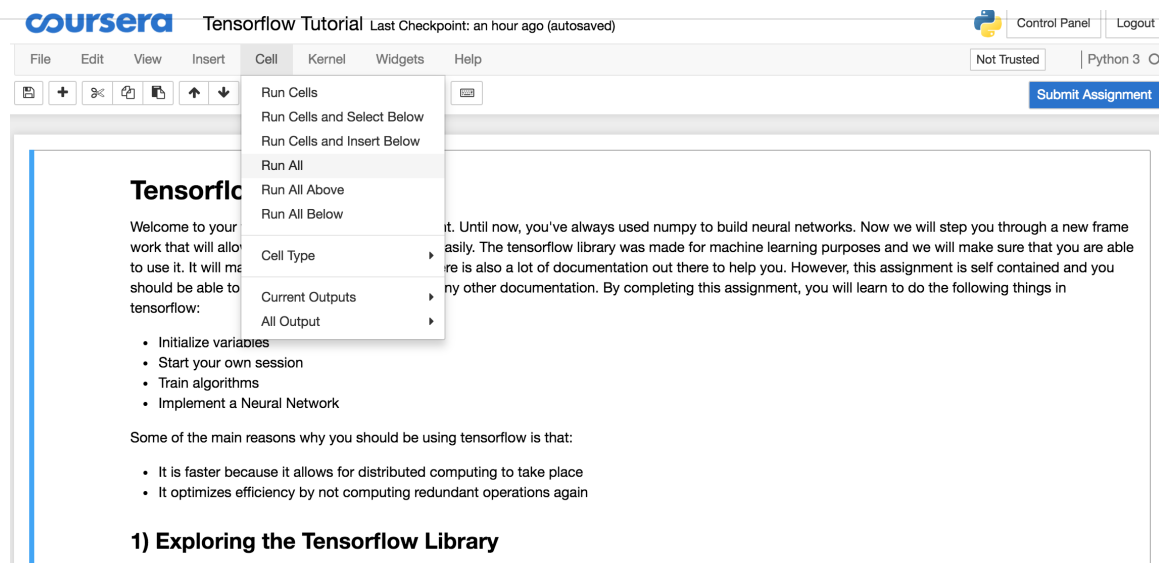 coursera Tensorflow Tutorial Last Checkpoint: an hour ago (autosaved) Control Panel Logout
File Edit View Insert Cell Kernel Widgets Help Not Trusted Python 3
Submit Assignment
Run Cells
Run Cells and Select Below
Run Cells and Insert Below
Run All
Run All Above
Run All Below
Cell Type
Current Outputs
All Output
Tensorflo
Welcome to your t. Until now, you've always used numpy to build neural networks. Now we will step you through a new frame
work that will allo asily. The tensorflow library was made for machine learning purposes and we will make sure that you are able
to use it. It will ma re is also a lot of documentation out there to help you. However, this assignment is self contained and you
should be able to ny other documentation. By completing this assignment, you will learn to do the following things in
tensorflow:
• Initialize variables
• Start your own session
• Train algorithms
• Implement a Neural Network
Some of the main reasons why you should be using tensorflow is that:
• It is faster because it allows for distributed computing to take place
• It optimizes efficiency by not computing redundant operations again
1) Exploring the Tensorflow Library